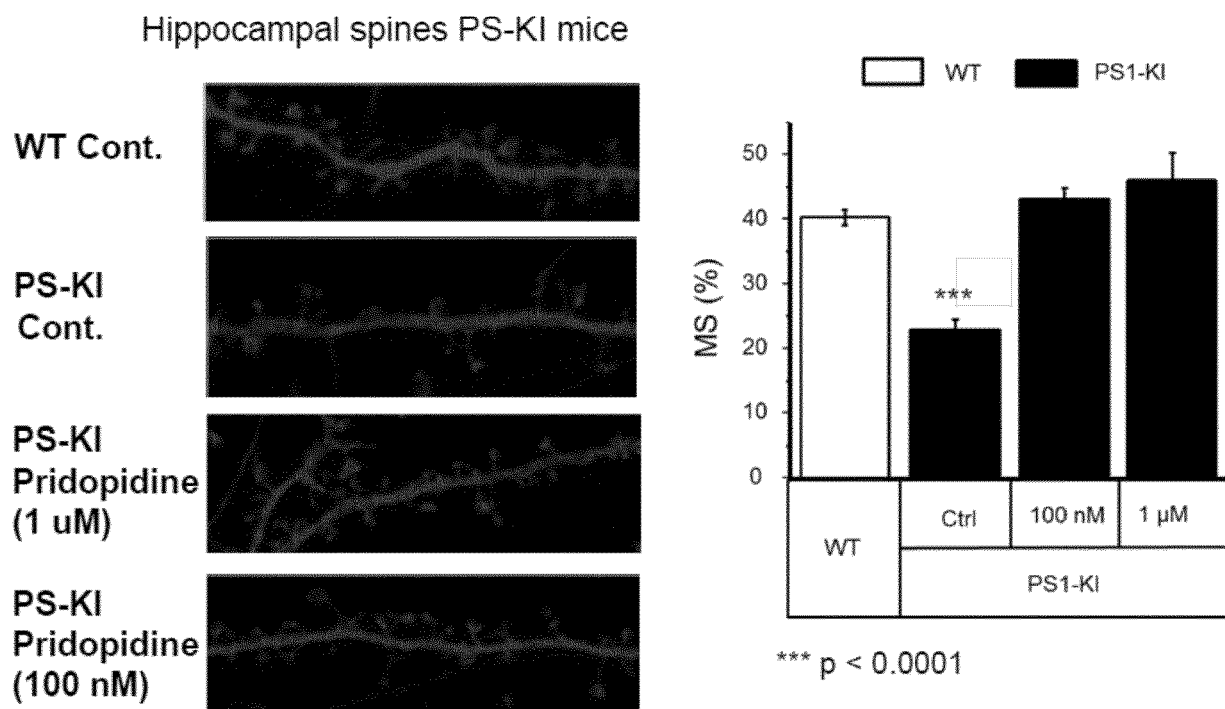 Hippocampal spines PS-KI mice
WT Cont.
PS-KI
Cont.
PS-KI
Pridopidine
(1 uM)
PS-KI
Pridopidine
(100 nM)
WT PS1-KI
MS (%)
50
40
30
20
10
0
***
WT
Ctrl 100 nM 1 µM
PS1-KI
*** p < 0.0001